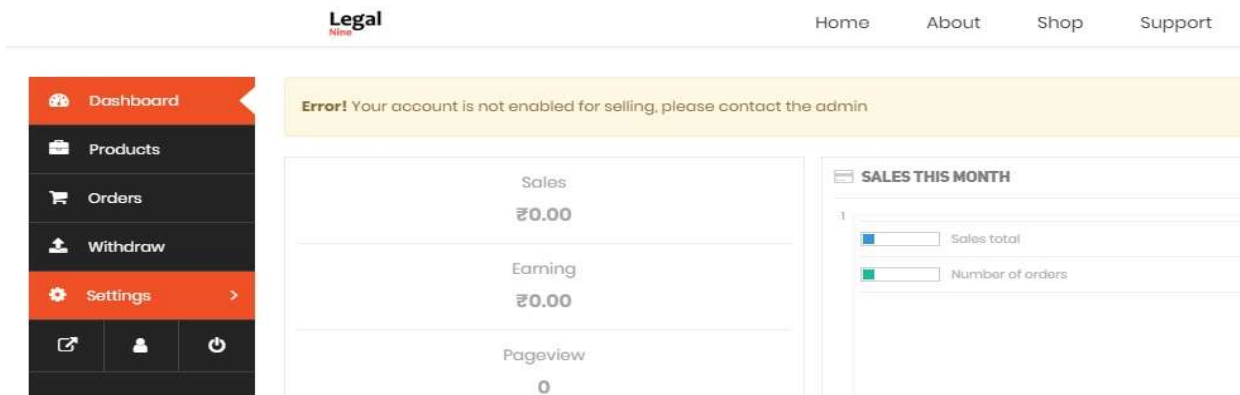 Legal
Nine
Home About Shop Support
Dashboard
Products
Orders
Withdraw
Settings
Error! Your account is not enabled for selling, please contact the admin
Sales
₹0.00
Earning
₹0.00
Pageview
0
SALES THIS MONTH
1
Sales total
Number of orders